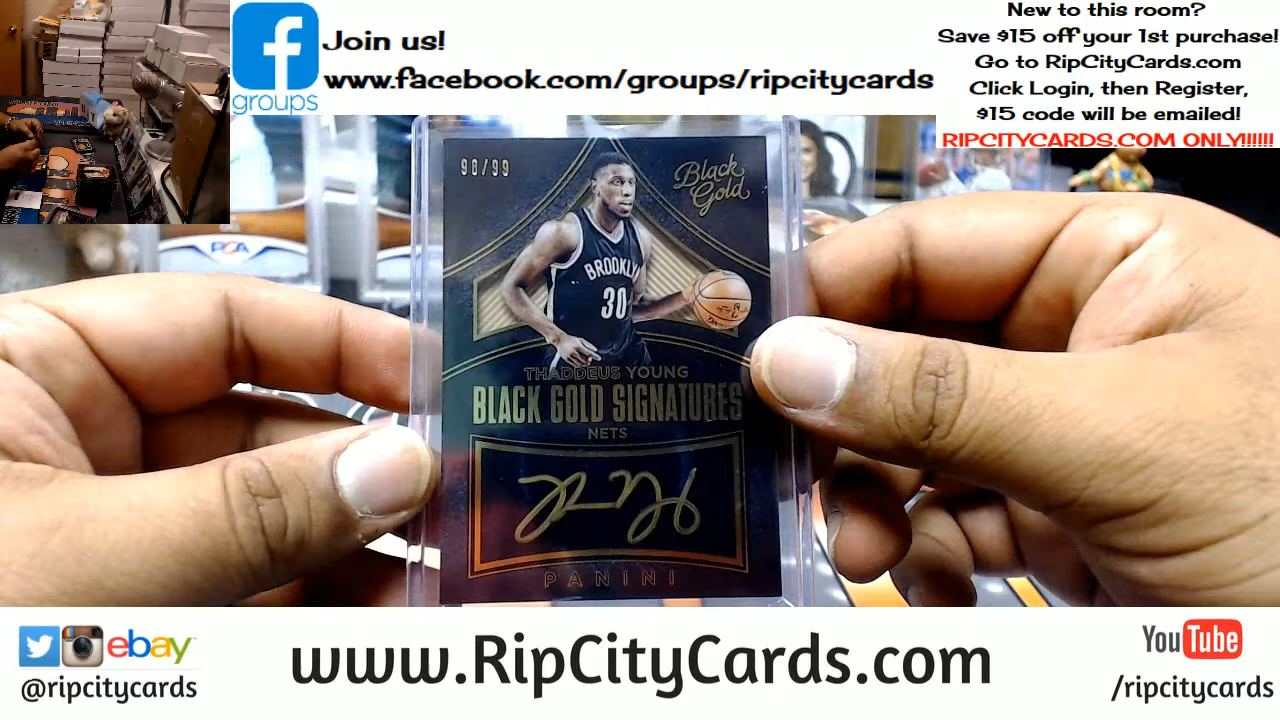 Join us!
www.facebook.com/groups/ripcitycards
groups
New to this room?
Save $15 off your 1st purchase!
Go to RipCityCards.com
Click Login, then Register,
$15 code will be emailed!
RIPCITYCARDS.COM ONLY!!!!!!
PSA
98/99
Black
Gold
BROOKLYN
30
THADDEUS YOUNG
BLACK GOLD SIGNATURES
NETS
PANINI
ebay
@ripcitycards
www.RipCityCards.com
YouTube
/ripcitycards